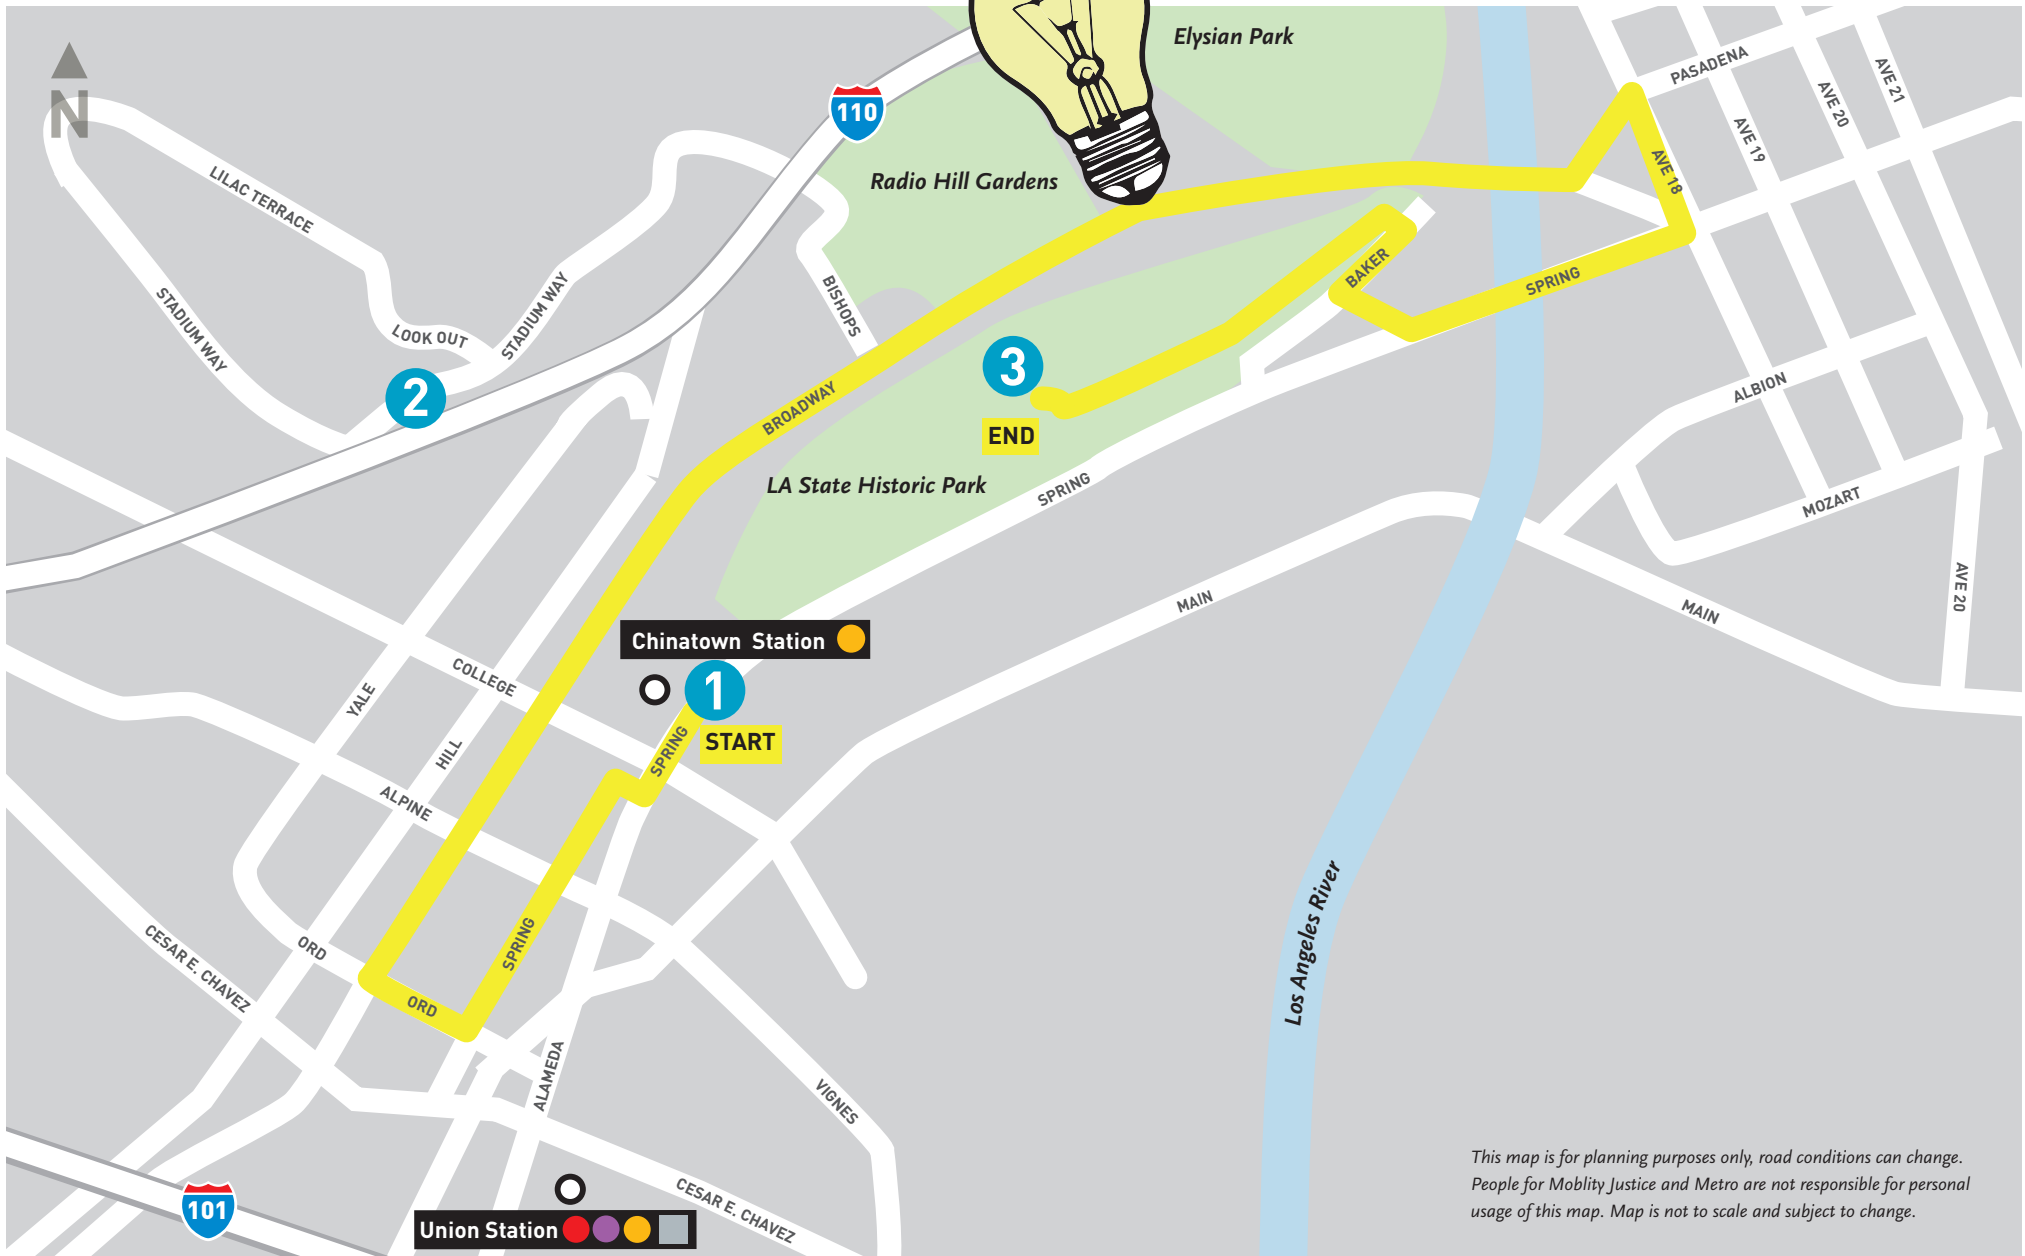 Elysian Park
PASADENA
AVE 21
N
110
AVE 20
AVE 19
LILAC TERRACE
Radio Hill Gardens
AVE 18
STADIUM WAY
LOOK OUT
STADIUM WAY
BISHOPS
BAKER
SPRING
2
3
BROADWAY
END
ALBION
LA State Historic Park
SPRING
MOZART
MAIN
MAIN
AVE 20
Chinatown Station
COLLEGE
1
YALE
HILL
SPRING
START
ALPINE
CESAR E. CHAVEZ
ORD
SPRING
ORD
Los Angeles River
ALAMEDA
VIGNES
This map is for planning purposes only, road conditions can change.
People for Moblity Justice and Metro are not responsible for personal
usage of this map. Map is not to scale and subject to change.
101
Union Station
CESAR E. CHAVEZ